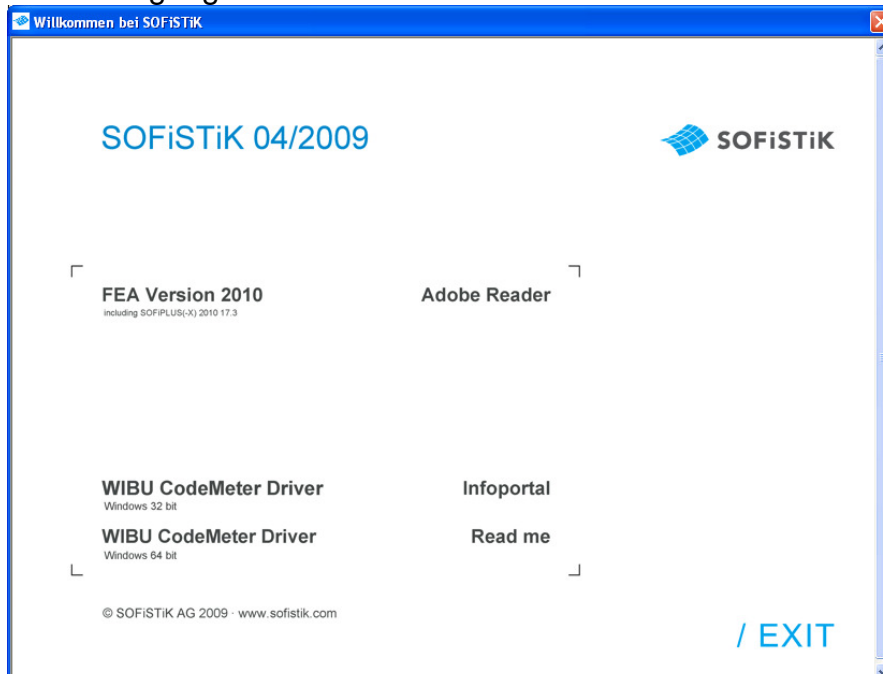 Willkommen bei SOFiSTiK
SOFiSTiK 04/2009
SOFiSTiK
FEA Version 2010
including SOFiPLUS(-X) 2010 17.3
Adobe Reader
WIBU CodeMeter Driver
Windows 32 bit
Infoportal
WIBU CodeMeter Driver
Windows 64 bit
Read me
© SOFiSTiK AG 2009 · www.sofistik.com
/ EXIT